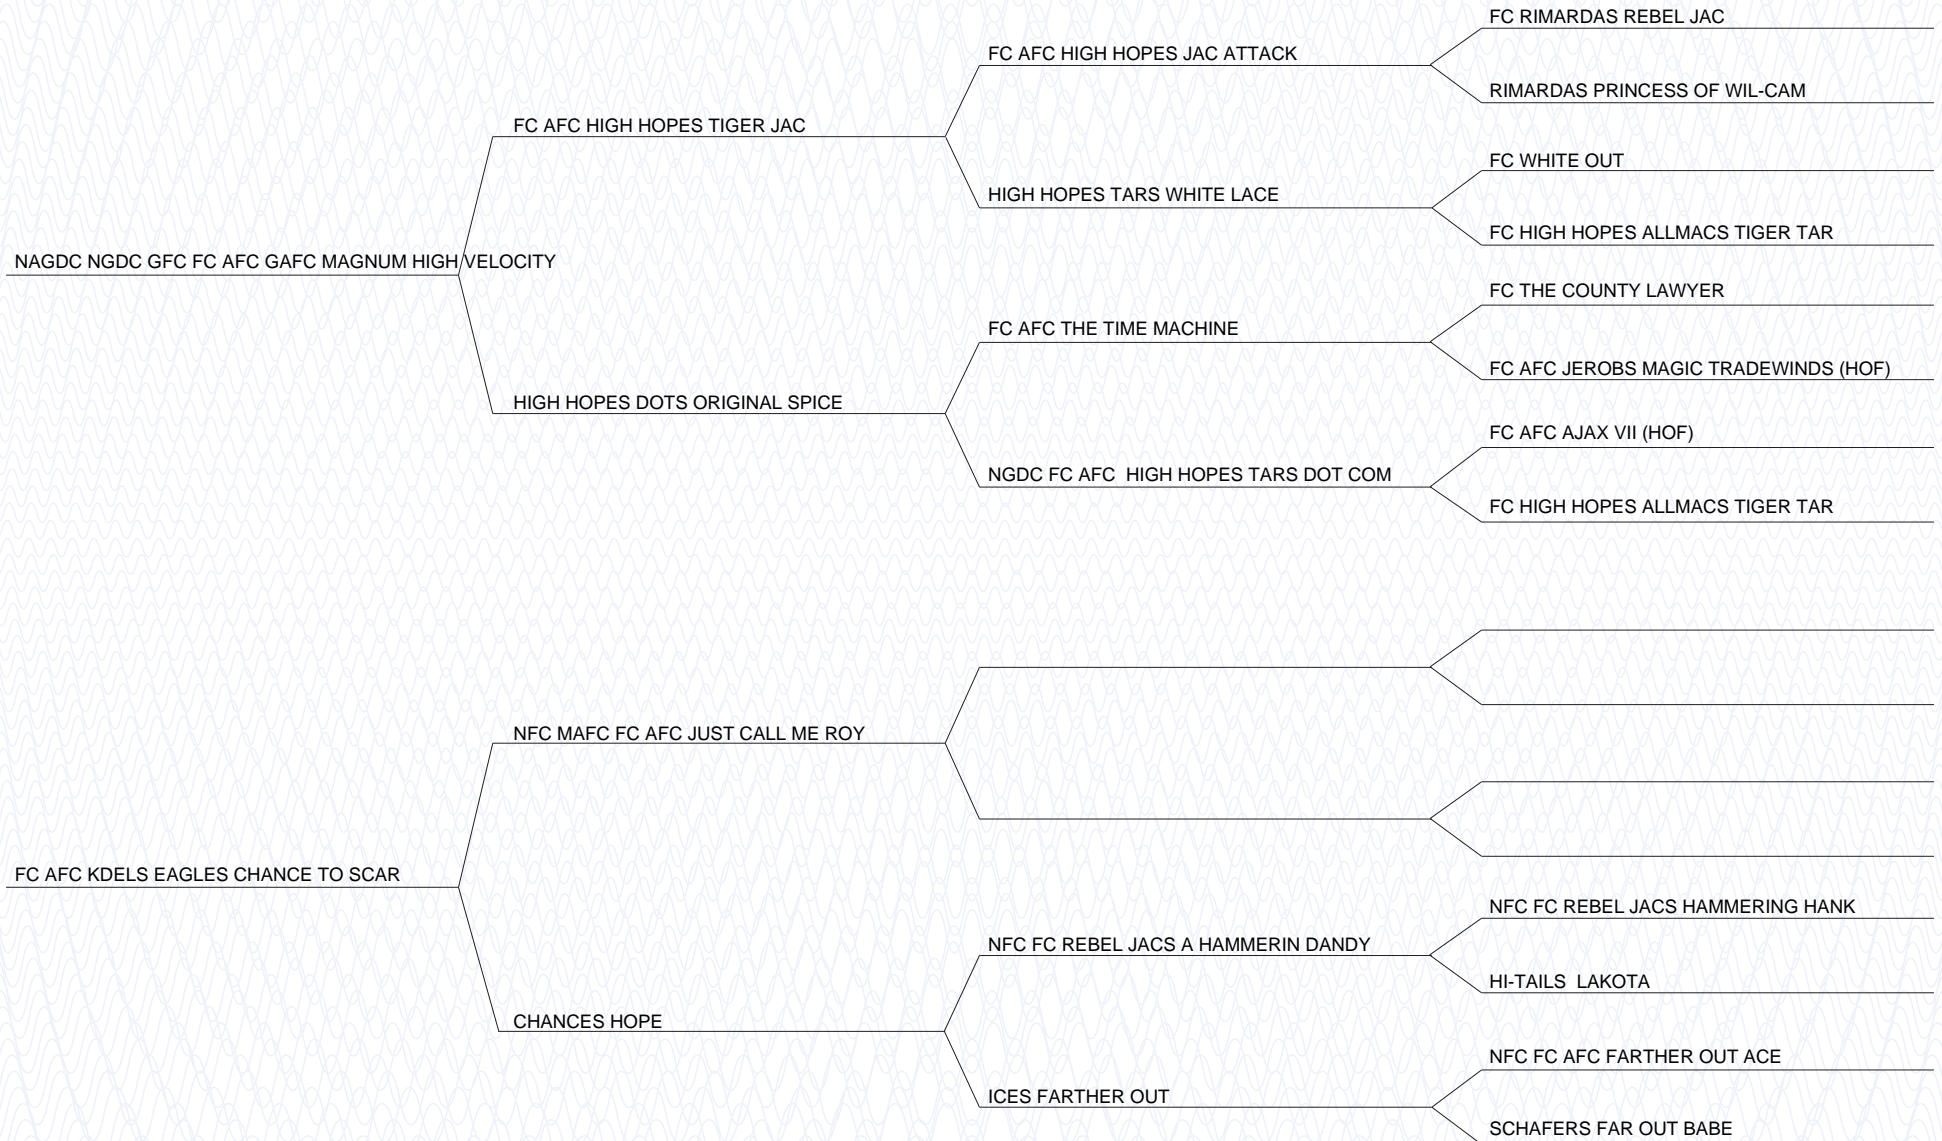 FC RIMARDAS REBEL JAC
FC AFC HIGH HOPES JAC ATTACK
RIMARDAS PRINCESS OF WIL-CAM
FC AFC HIGH HOPES TIGER JAC
FC WHITE OUT
HIGH HOPES TARS WHITE LACE
FC HIGH HOPES ALLMACS TIGER TAR
NAGDC NGDC GFC FC AFC GAFC MAGNUM HIGH VELOCITY
FC THE COUNTY LAWYER
FC AFC THE TIME MACHINE
FC AFC JEROBS MAGIC TRADEWINDS (HOF)
HIGH HOPES DOTS ORIGINAL SPICE
FC AFC AJAX VII (HOF)
NGDC FC AFC  HIGH HOPES TARS DOT COM
FC HIGH HOPES ALLMACS TIGER TAR
NFC MAFC FC AFC JUST CALL ME ROY
FC AFC KDELS EAGLES CHANCE TO SCAR
NFC FC REBEL JACS HAMMERING HANK
NFC FC REBEL JACS A HAMMERIN DANDY
HI-TAILS  LAKOTA
CHANCES HOPE
NFC FC AFC FARTHER OUT ACE
ICES FARTHER OUT
SCHAFERS FAR OUT BABE